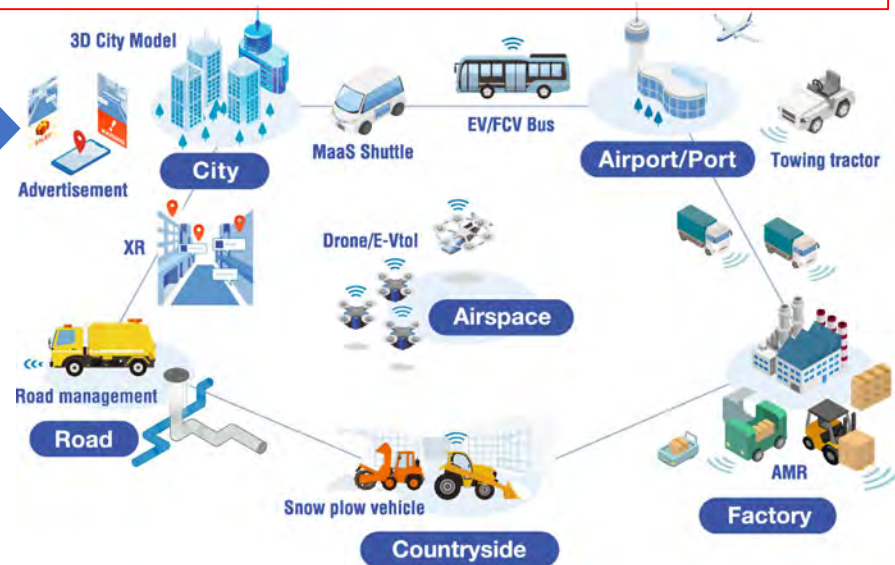 3D City Model
EV/FCV Bus
MaaS Shuttle
Airport/Port
Towing tractor
City
Advertisement
XR
Drone/E-Vtol
Airspace
Road management
Road
Snow plow vehicle
Countryside
AMR
Factory